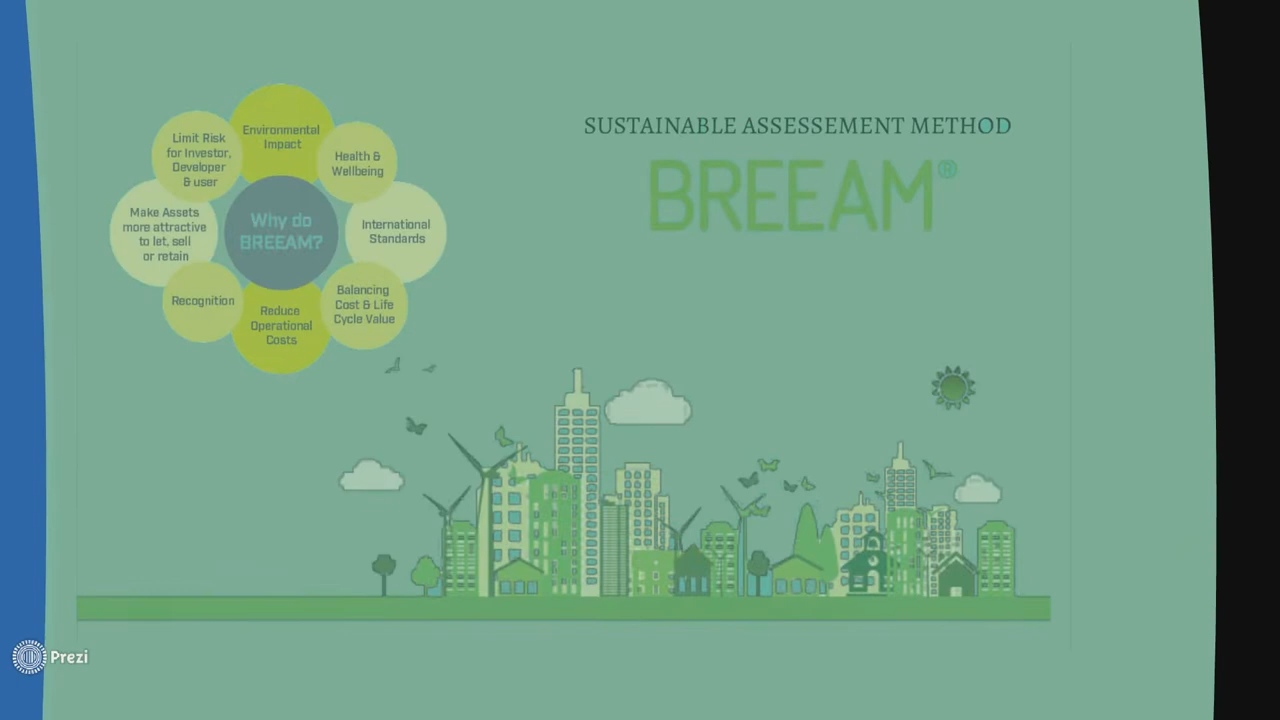 SUSTAINABLE ASSESSEMENT METHOD
BREEAM®
Why do
BREEAM?
Environmental
Impact
Health &
Wellbeing
International
Standards
Balancing
Cost & Life
Cycle Value
Reduce
Operational
Costs
Recognition
Make Assets
more attractive
to let, sell
or retain
Limit Risk
for Investor,
Developer
& user
Prezi